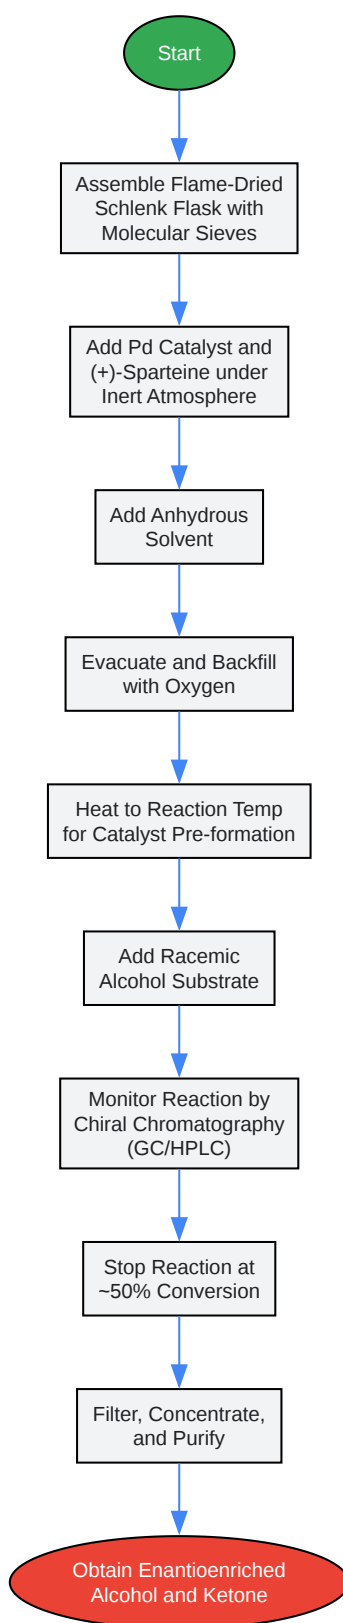 Start
Assemble Flame-Dried
Schlenk Flask with
Molecular Sieves
Add Pd Catalyst and
(+)-Sparteine under
Inert Atmosphere
Add Anhydrous
Solvent
Evacuate and Backfill
with Oxygen
Heat to Reaction Temp
for Catalyst Pre-formation
Add Racemic
Alcohol Substrate
Monitor Reaction by
Chiral Chromatography
(GC/HPLC)
Stop Reaction at
~50% Conversion
Filter, Concentrate,
and Purify
Obtain Enantioenriched
Alcohol and Ketone